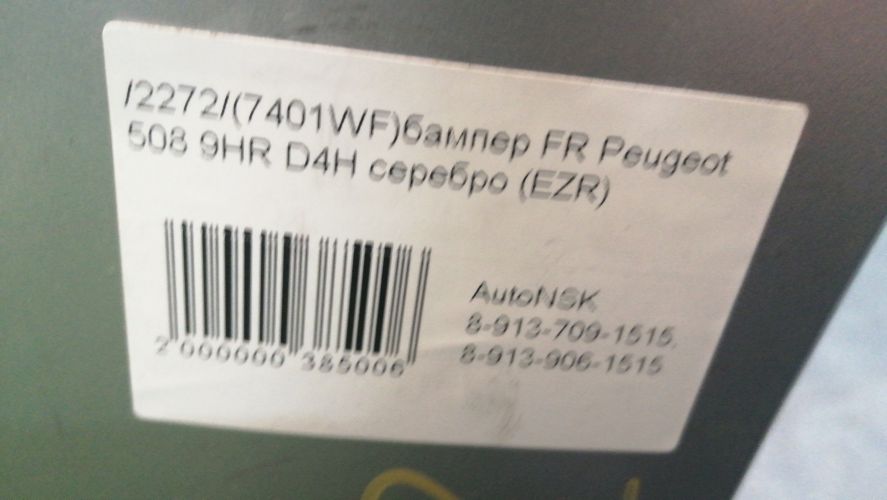 /2272/(7401WF)бампер FR Peugeot
508 9HR D4H серебро (EZR)
2 000000 385006
AutoNSK
8-913-709-1515,
8-913-906-1515